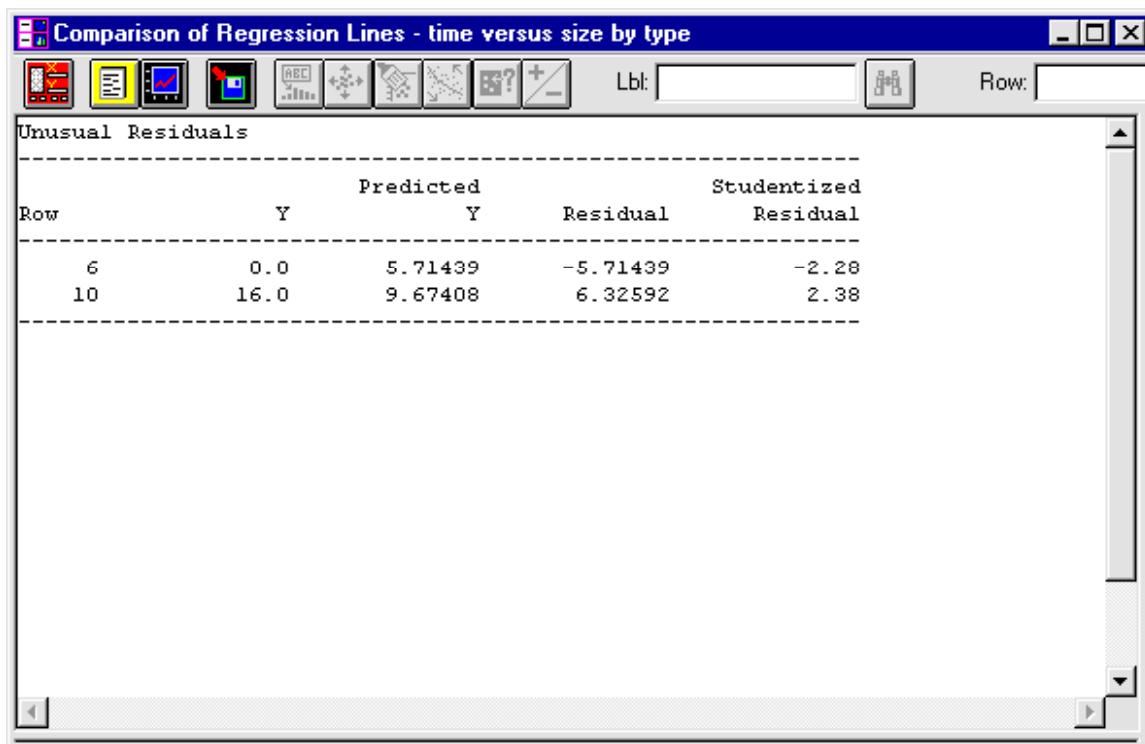 Comparison of Regression Lines - time versus size by type
ABC
?
Lbl:
Row:
Unusual Residuals
----------------------------------------------------------------
Predicted Studentized
Row Y Y Residual Residual
----------------------------------------------------------------
6 0.0 5.71439 -5.71439 -2.28
10 16.0 9.67408 6.32592 2.38
----------------------------------------------------------------